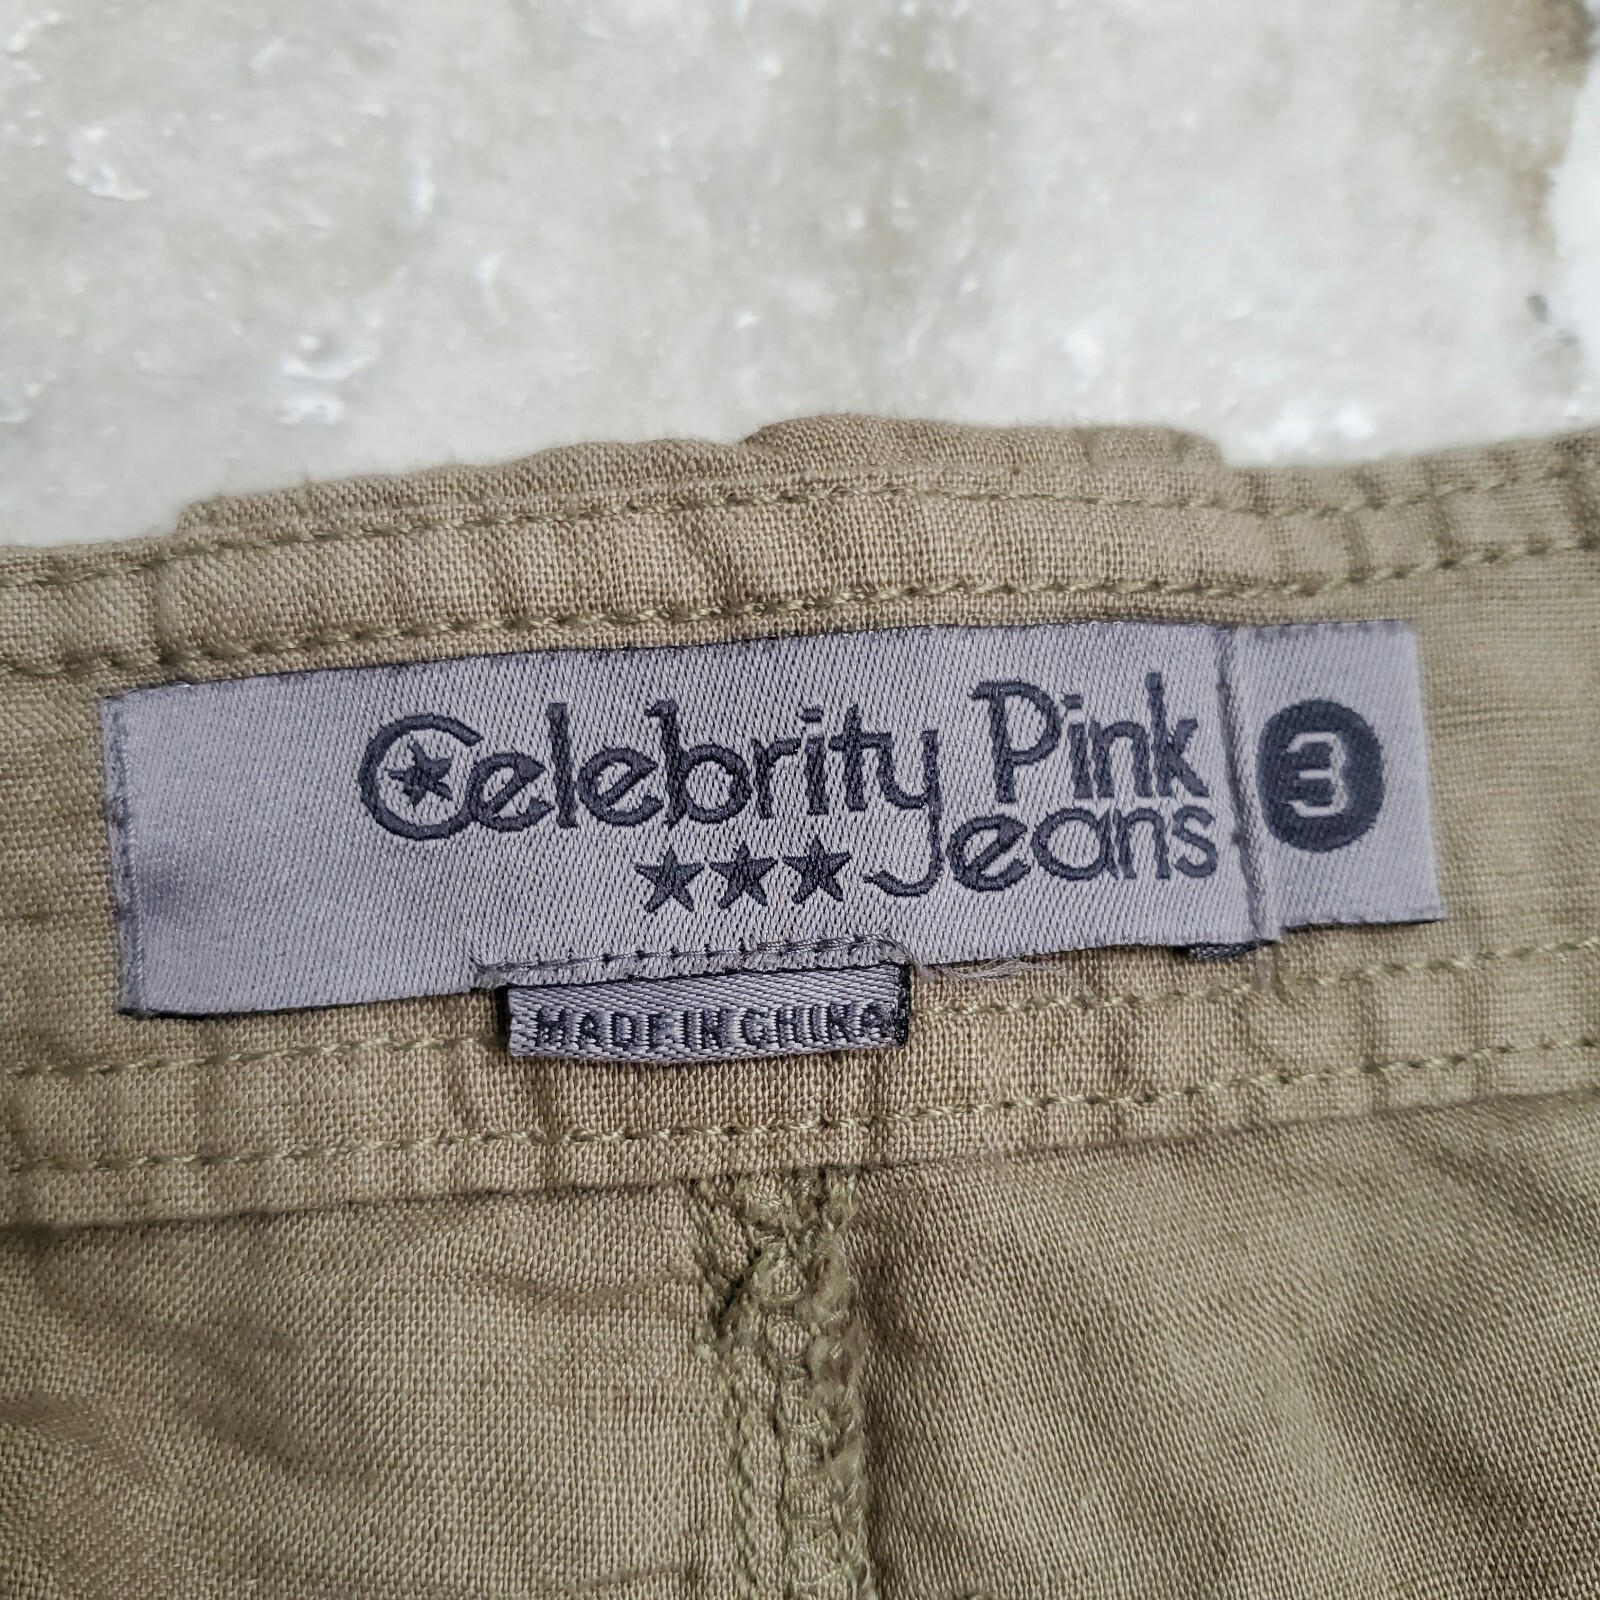 Celebrity Pink
Jeans
3
MADE IN CHINA